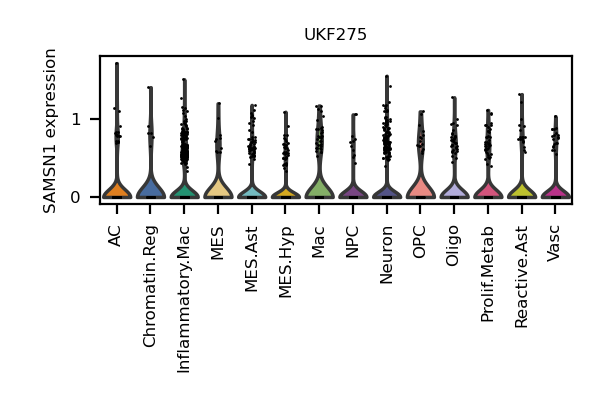 UKF275
SAMSN1 expression
1
0
AC
Chromatin.Reg
Inflammatory.Mac
MES
MES.Ast
MES.Hyp
Mac
NPC
Neuron
OPC
Oligo
Prolif.Metab
Reactive.Ast
Vasc